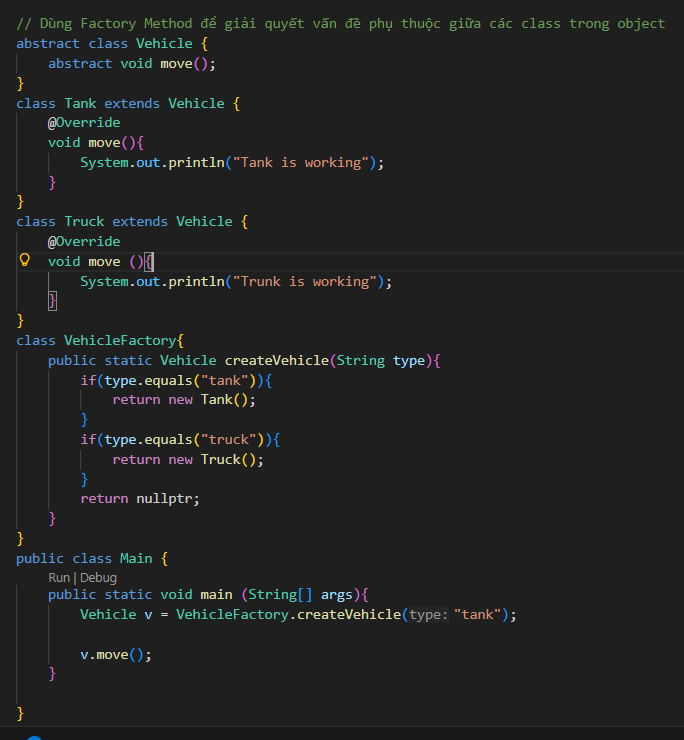 // Dùng Factory Method để giải quyết vấn đề phụ thuộc giữa các class trong object
abstract class Vehicle {
    abstract void move();
}
class Tank extends Vehicle {
    @Override
    void move(){
        System.out.println("Tank is working");
    }
}
class Truck extends Vehicle {
    @Override
    void move (){
        System.out.println("Trunk is working");
    }
}
class VehicleFactory{
    public static Vehicle createVehicle(String type){
        if(type.equals("tank")){
            return new Tank();
        }
        if(type.equals("truck")){
            return new Truck();
        }
        return nullptr;
    }
}
public class Main {
    Run | Debug
    public static void main (String[] args){
        Vehicle v = VehicleFactory.createVehicle(type: "tank");

        v.move();
    }

}